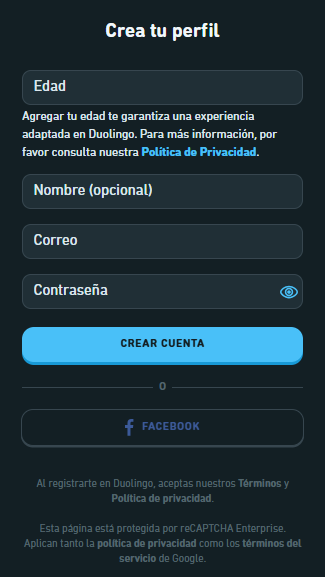 Crea tu perfil
Edad
Agregar tu edad te garantiza una experiencia
adaptada en Duolingo. Para más información, por
favor consulta nuestra Política de Privacidad.
Nombre (opcional)
Correo
Contraseña
CREAR CUENTA
O
FACEBOOK
Al registrarte en Duolingo, aceptas nuestros Términos y
Política de privacidad.
Esta página está protegida por reCAPTCHA Enterprise.
Aplican tanto la política de privacidad como los términos del
servicio de Google.